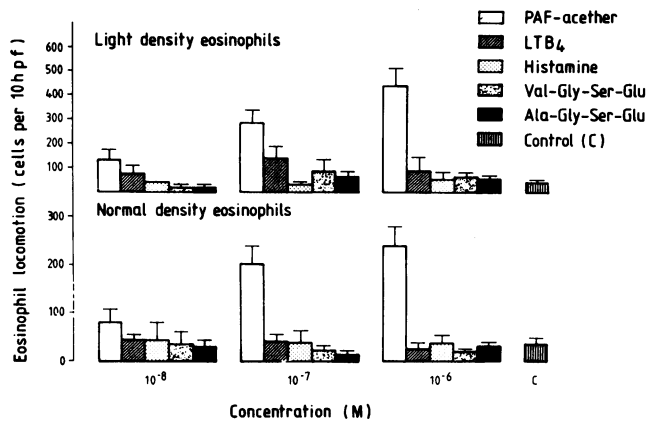 PAF-acether
LTB4
Histamine
Val-Gly-Ser-Glu
Ala-Gly-Ser-Glu
Control (C)
Light density eosinophils
600
500
400
300
200
100
Normal density eosinophils
300
200
100
0
Eosinophil locomotion (cells per 10hpf)
10-8
10-7
10-6
C
Concentration (M)